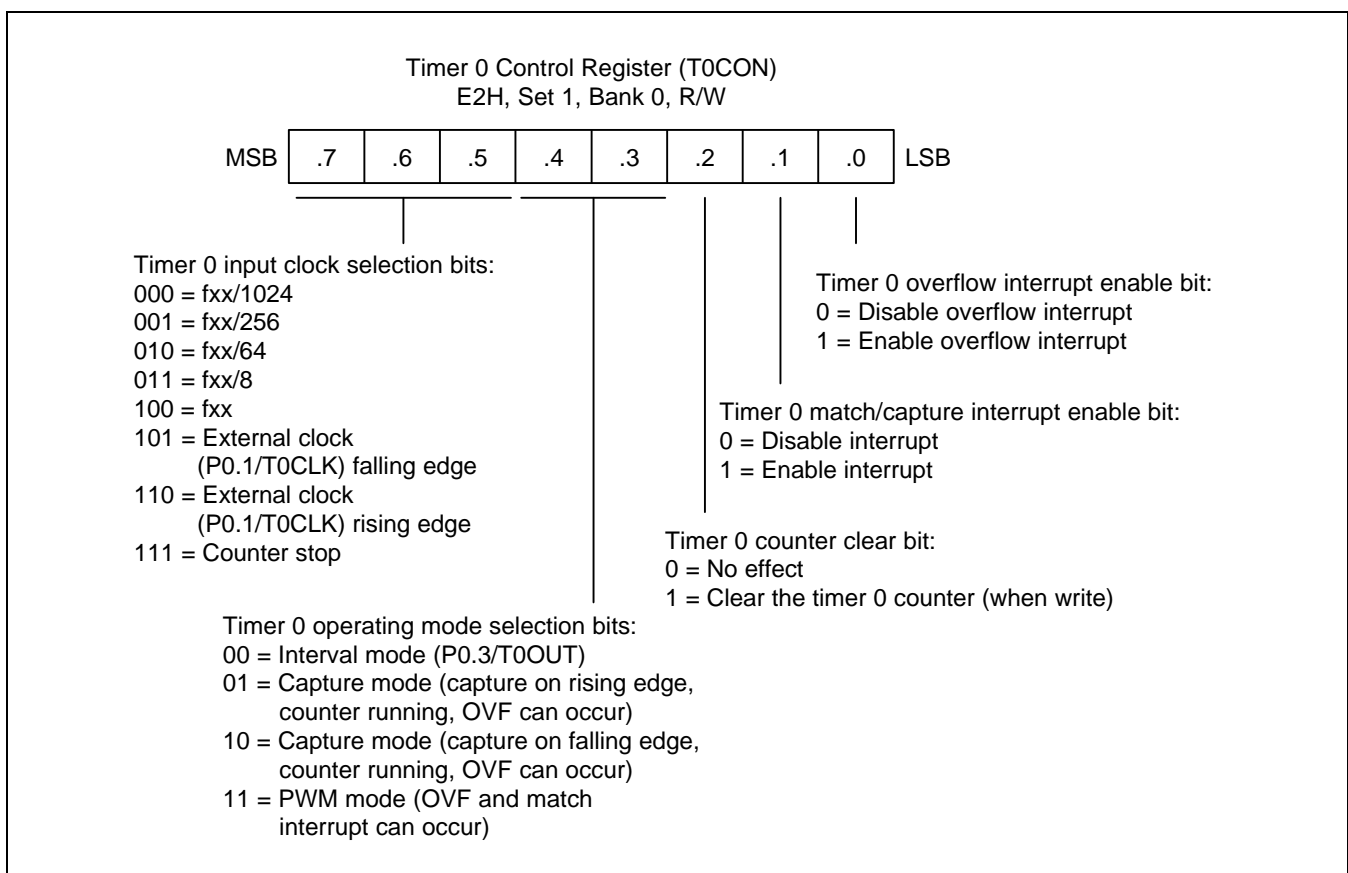 Timer 0 Control Register (T0CON)
E2H, Set 1, Bank 0, R/W
MSB .7 .6 .5 .4 .3 .2 .1 .0 LSB
Timer 0 input clock selection bits:
000 = fxx/1024
001 = fxx/256
010 = fxx/64
011 = fxx/8
100 = fxx
101 = External clock
(P0.1/T0CLK) falling edge
110 = External clock
(P0.1/T0CLK) rising edge
111 = Counter stop
Timer 0 overflow interrupt enable bit:
0 = Disable overflow interrupt
1 = Enable overflow interrupt
Timer 0 match/capture interrupt enable bit:
0 = Disable interrupt
1 = Enable interrupt
Timer 0 counter clear bit:
0 = No effect
1 = Clear the timer 0 counter (when write)
Timer 0 operating mode selection bits:
00 = Interval mode (P0.3/T0OUT)
01 = Capture mode (capture on rising edge,
counter running, OVF can occur)
10 = Capture mode (capture on falling edge,
counter running, OVF can occur)
11 = PWM mode (OVF and match
interrupt can occur)